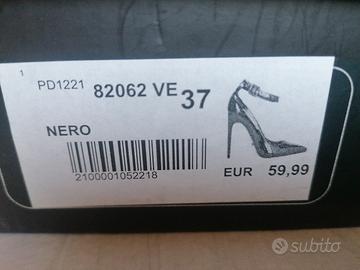 1
PD1221 82062 VE 37
NERO
2100001052218
EUR 59,99
subito